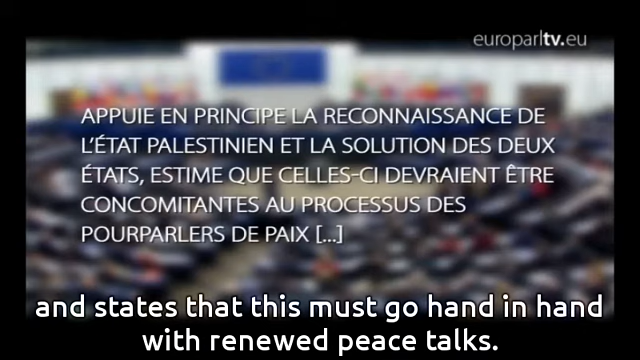 europarltv.eu
APPUIE EN PRINCIPE LA RECONNAISSANCE DE
L'ÉTAT PALESTINIEN ET LA SOLUTION DES DEUX
ÉTATS, ESTIME QUE CELLES-CI DEVRAIENT ÊTRE
CONCOMITANTES AU PROCESSUS DES
POURPARLERS DE PAIX [...]
and states that this must go hand in hand
with renewed peace talks.